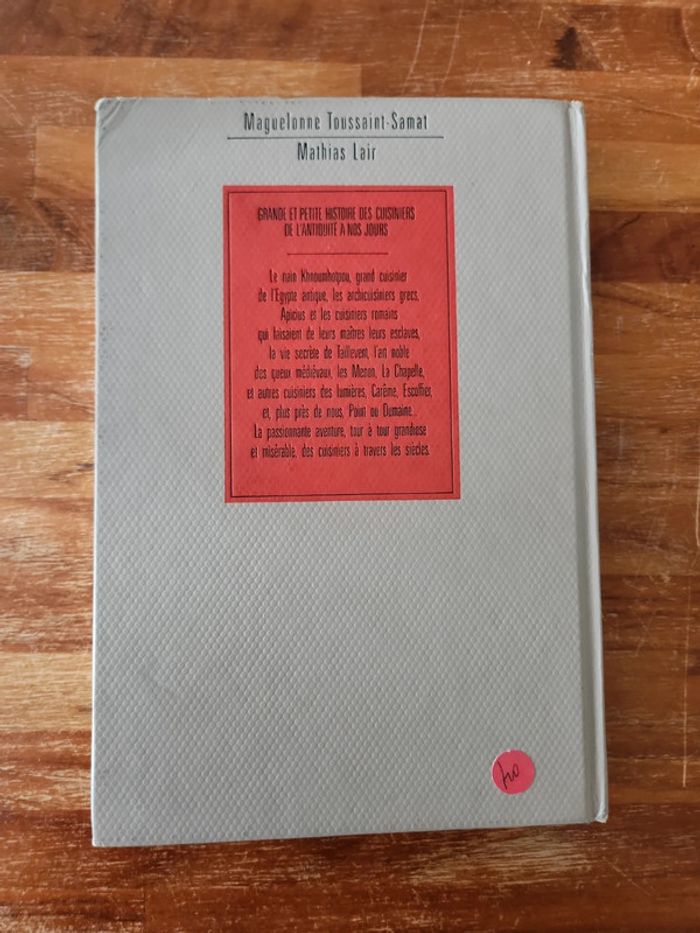 Maguelonne Toussaint-Samat
Mathias Lair
GRANDE ET PETITE HISTOIRE DES CUISINIERS
DE L'ANTIQUITÉ A NOS JOURS
Le nain Khnoumhotpou, grand cuisinier
de l'Egypte antique, les archicuisiniers grecs,
Apicius et les cuisiniers romains
qui faisaient de leurs maîtres leurs esclaves,
la vie secrète de Taillevent, l'art noble
des queux médiévaux, les Menon, La Chapelle,
et autres cuisiniers des lumières, Carême, Escoffier,
et, plus près de nous, Point ou Dumaine...
La passionnante aventure, tour à tour grandiose
et misérable, des cuisiniers à travers les siècles.